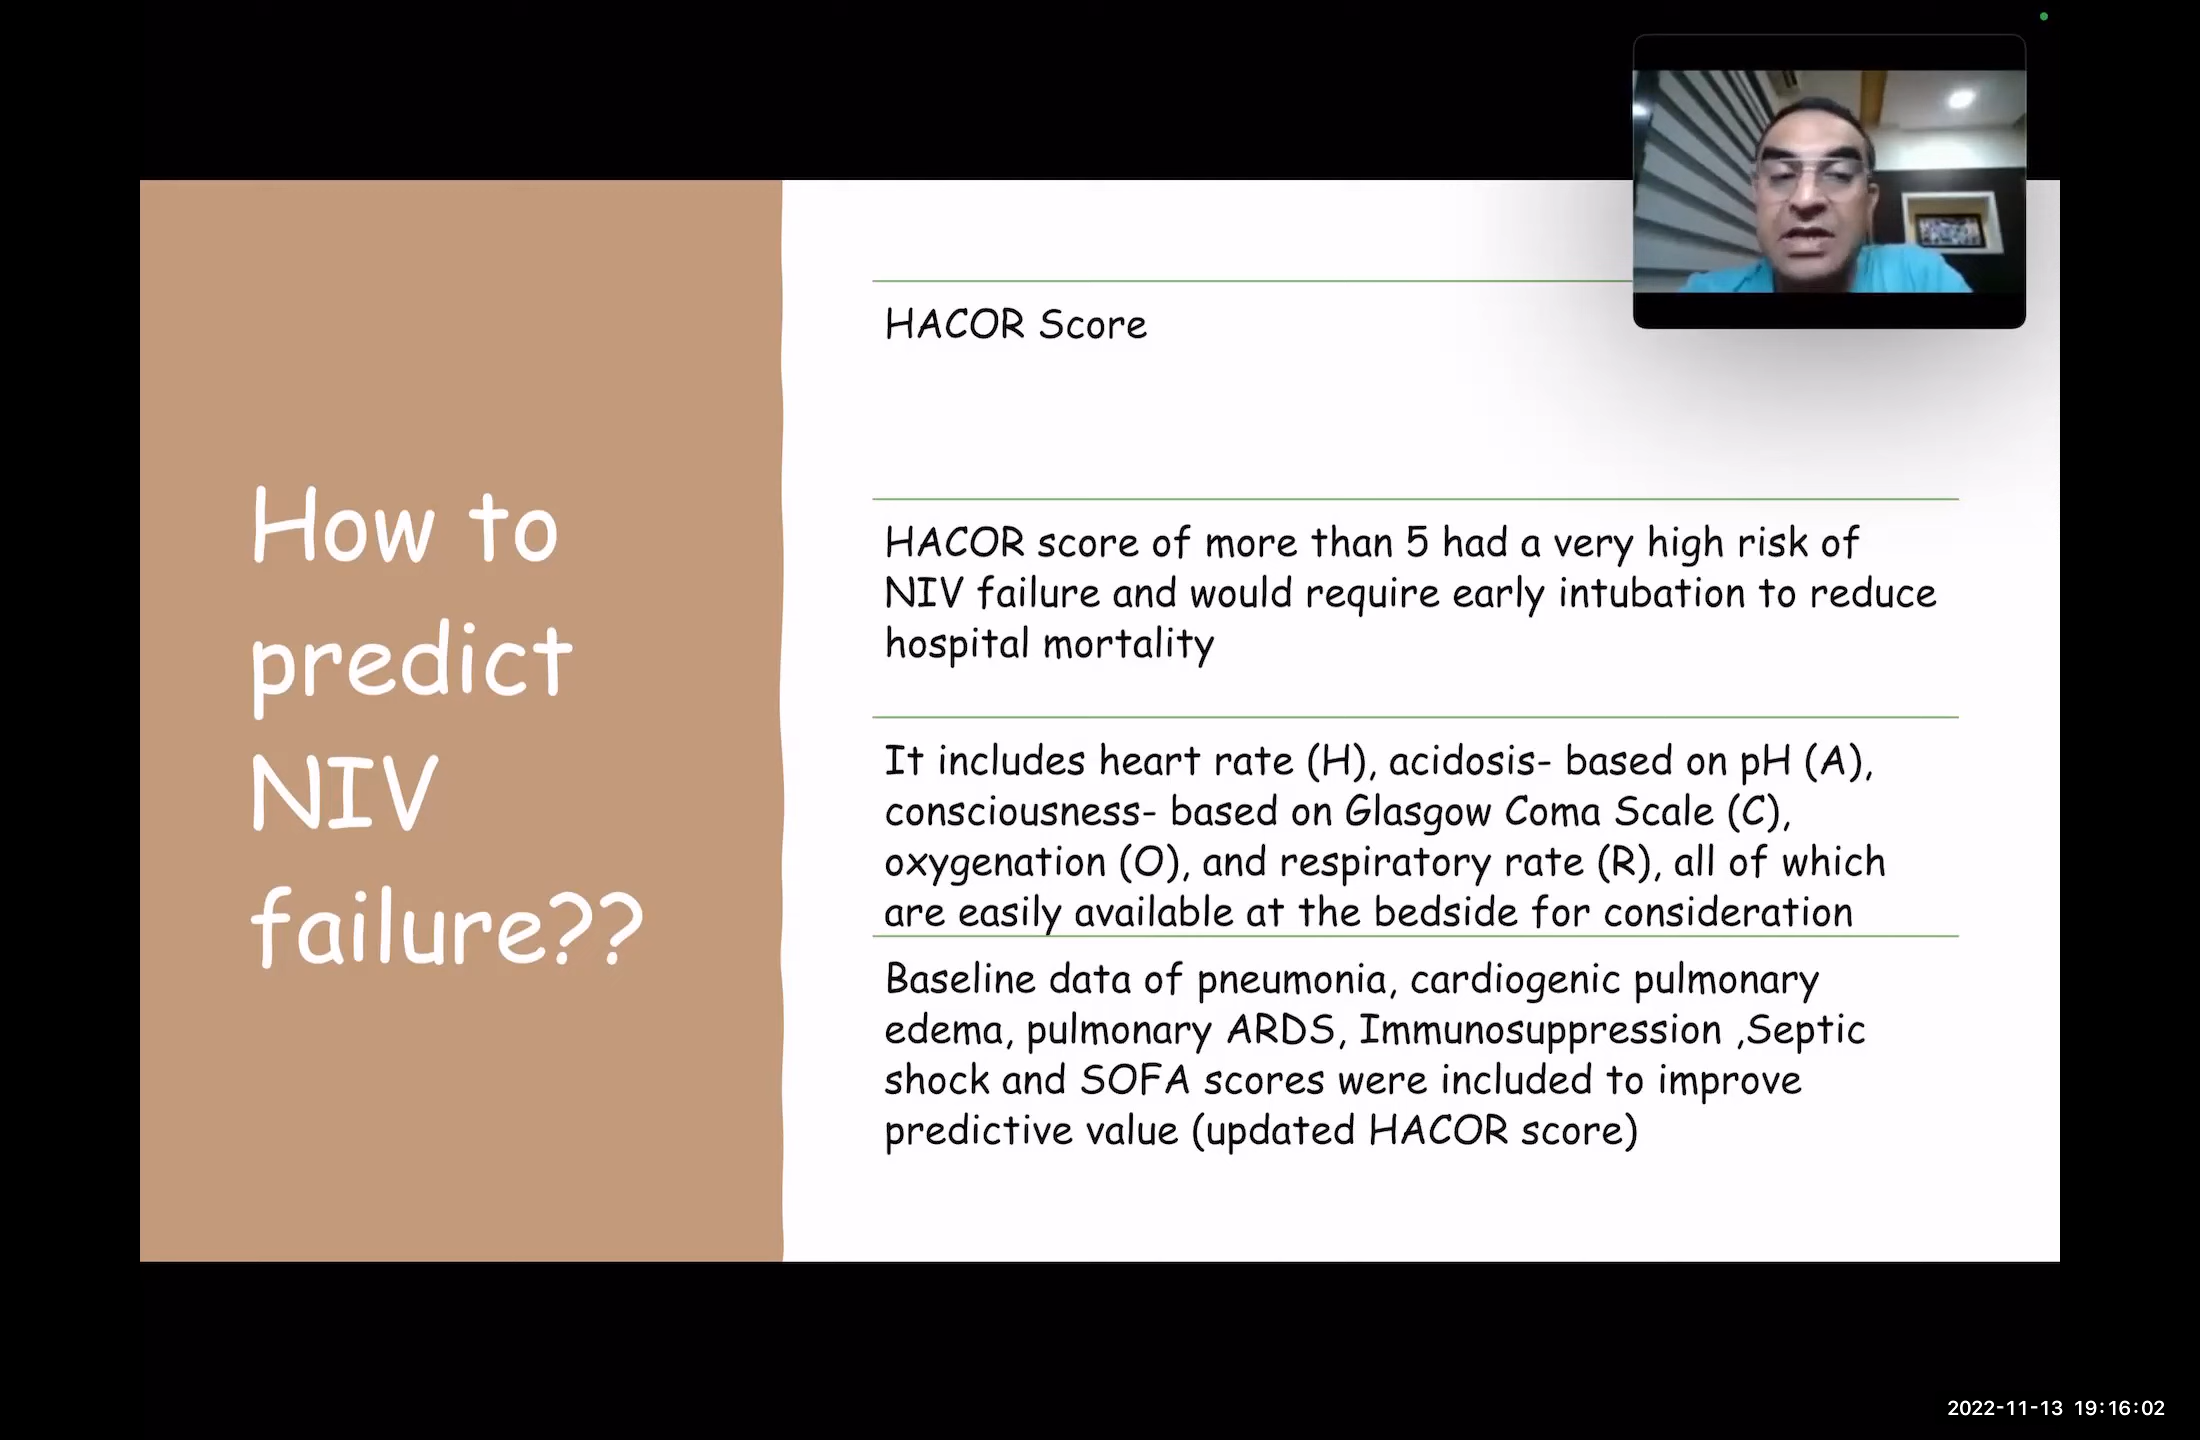 How to
predict
NIV
failure??
HACOR Score
HACOR score of more than 5 had a very high risk of
NIV failure and would require early intubation to reduce
hospital mortality
It includes heart rate (H), acidosis- based on pH (A),
consciousness- based on Glasgow Coma Scale (C),
oxygenation (O), and respiratory rate (R), all of which
are easily available at the bedside for consideration
Baseline data of pneumonia, cardiogenic pulmonary
edema, pulmonary ARDS, Immunosuppression ,Septic
shock and SOFA scores were included to improve
predictive value (updated HACOR score)
2022-11-13 19:16:02